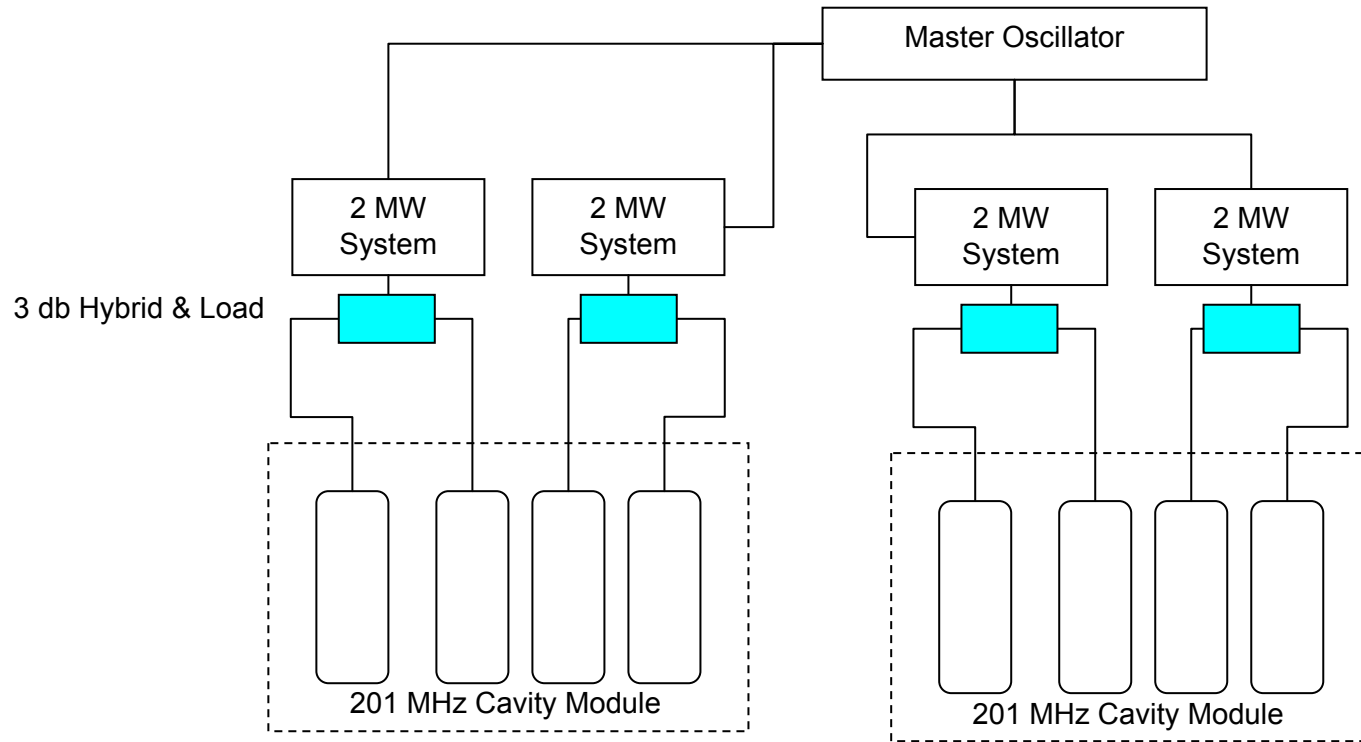 Master Oscillator
2 MW
System
2 MW
System
2 MW
System
2 MW
System
3 db Hybrid & Load
201 MHz Cavity Module
201 MHz Cavity Module